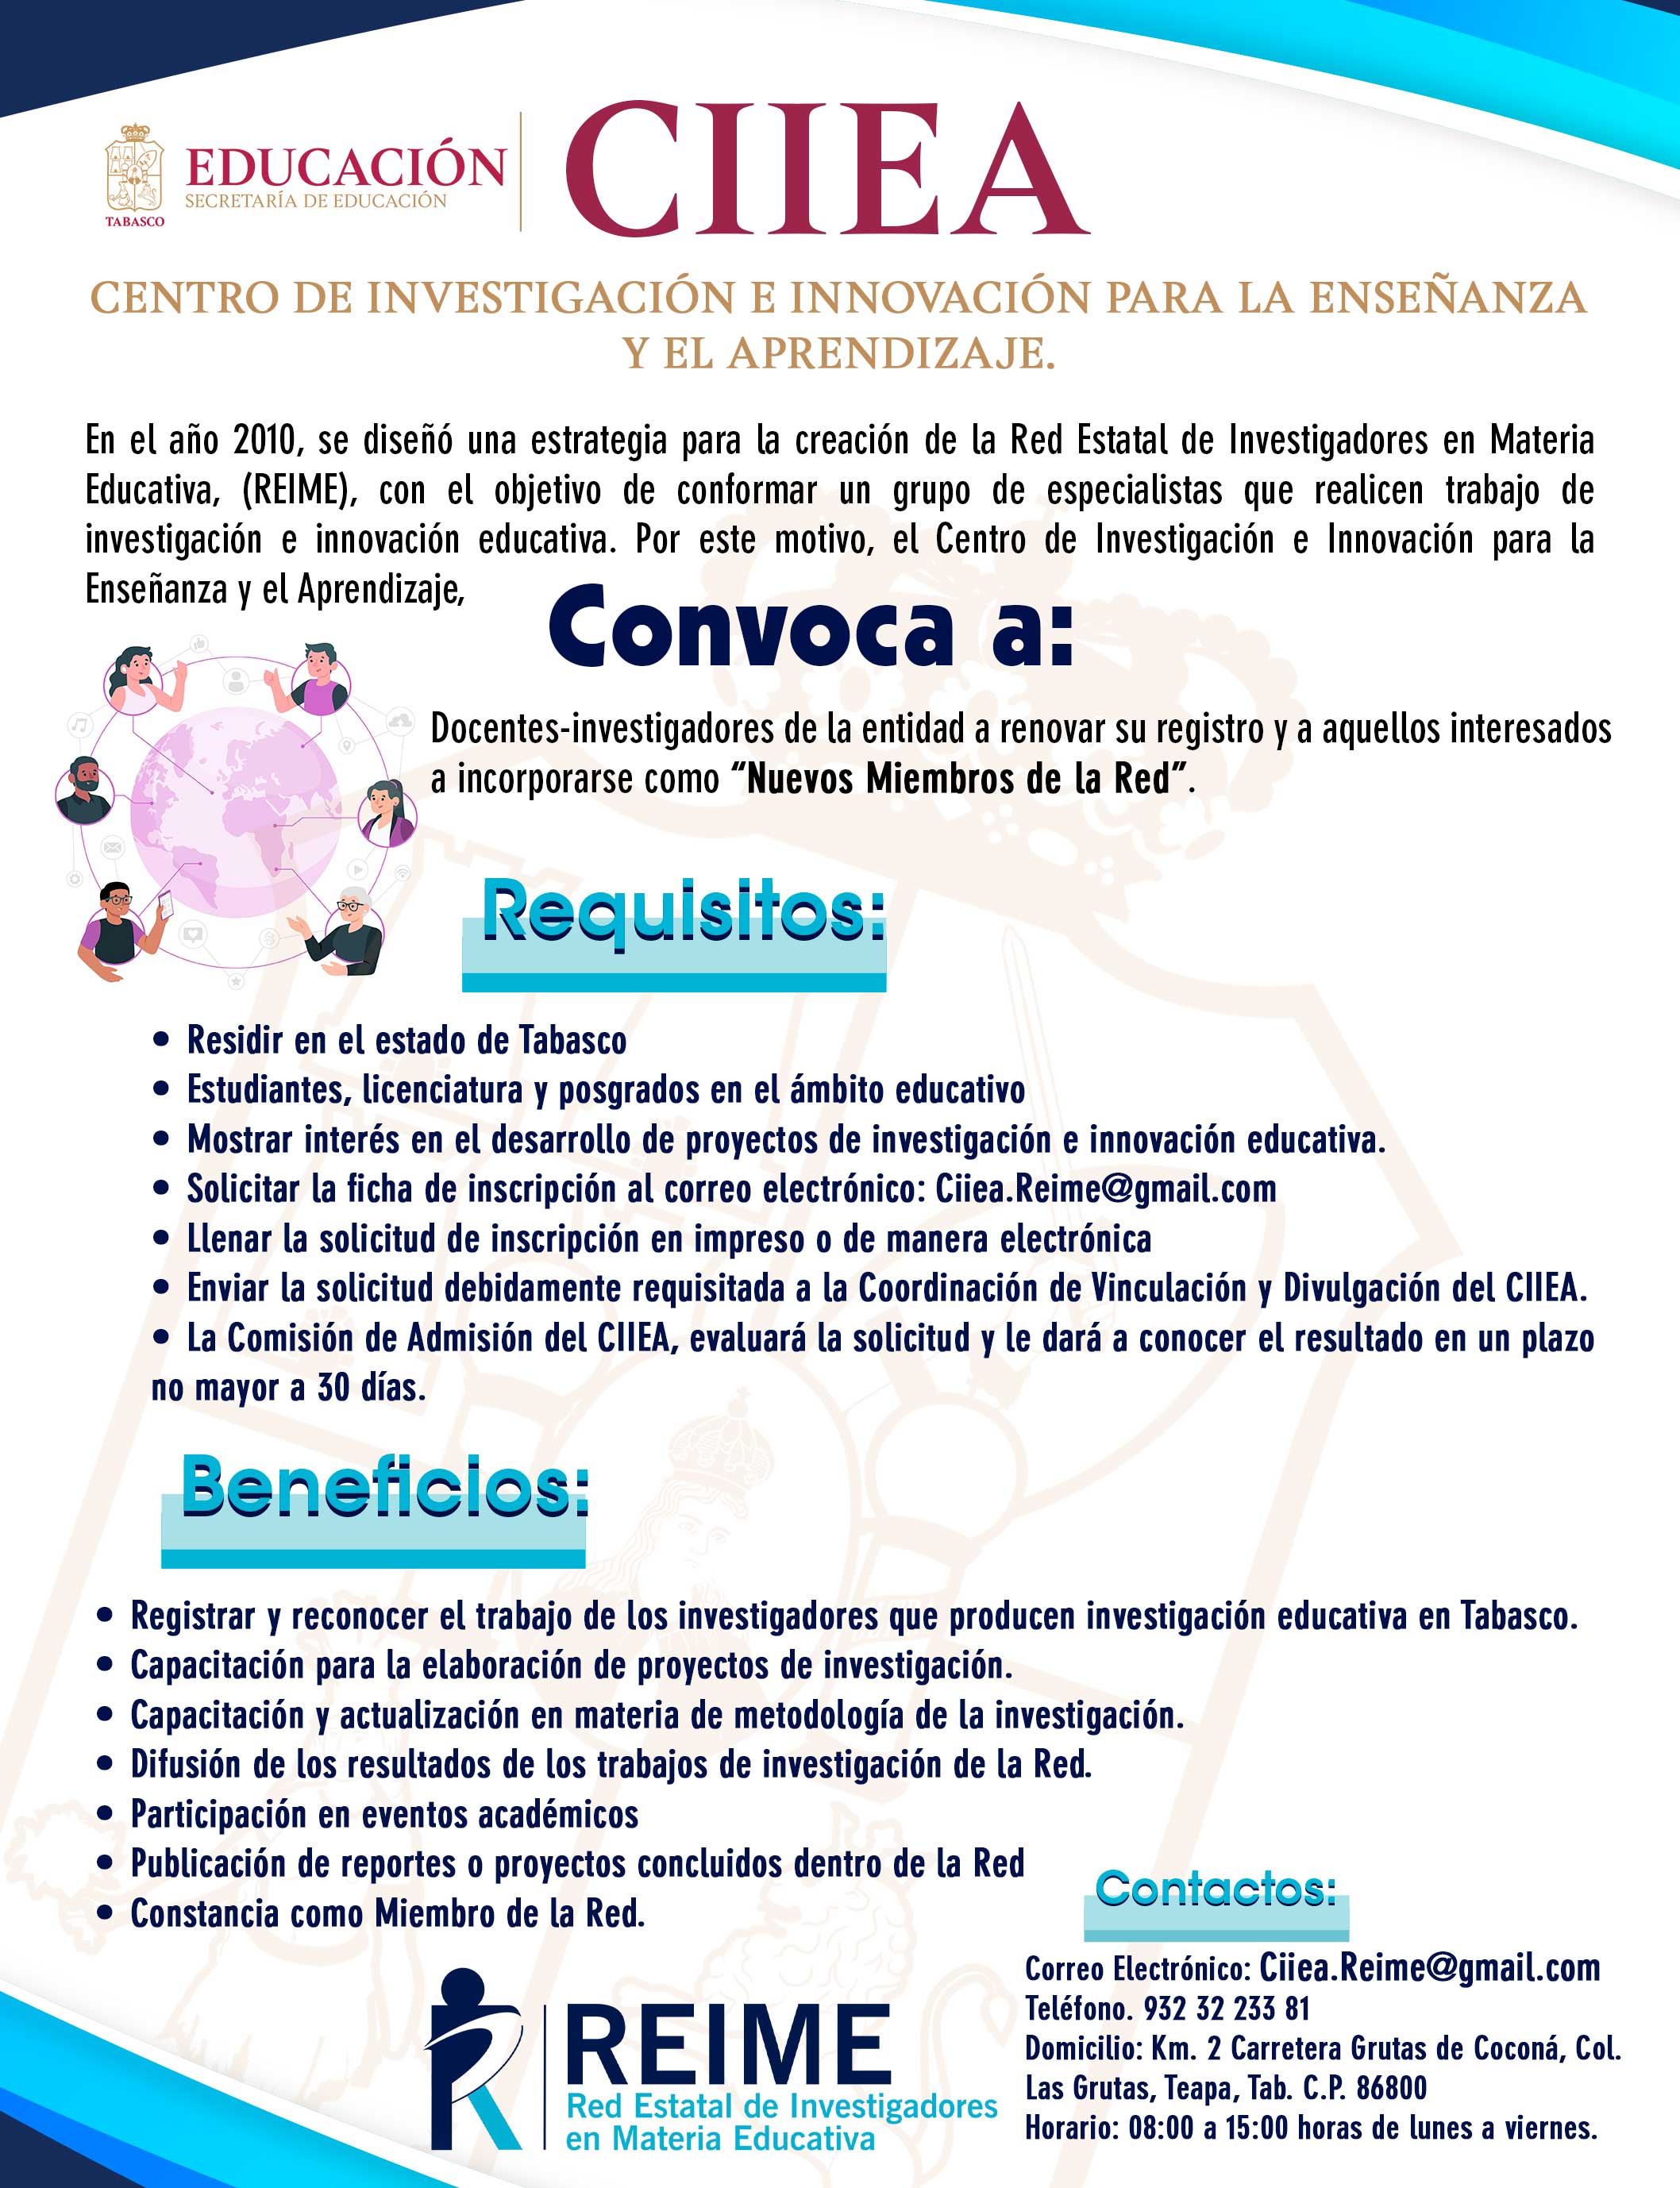 EDUCACIÓN
SECRETARÍA DE EDUCACIÓN
TABASCO
CIIEA
CENTRO DE INVESTIGACIÓN E INNOVACIÓN PARA LA ENSEÑANZA
Y EL APRENDIZAJE.
En el año 2010, se diseñó una estrategia para la creación de la Red Estatal de Investigadores en Materia
Educativa, (REIME), con el objetivo de conformar un grupo de especialistas que realicen trabajo de
investigación e innovación educativa. Por este motivo, el Centro de Investigación e Innovación para la
Enseñanza y el Aprendizaje,
Convoca a:
Docentes-investigadores de la entidad a renovar su registro y a aquellos interesados
a incorporarse como “Nuevos Miembros de la Red”.
Requisitos:
• Residir en el estado de Tabasco
• Estudiantes, licenciatura y posgrados en el ámbito educativo
• Mostrar interés en el desarrollo de proyectos de investigación e innovación educativa.
• Solicitar la ficha de inscripción al correo electrónico: Ciiea.Reime@gmail.com
• Llenar la solicitud de inscripción en impreso o de manera electrónica
• Enviar la solicitud debidamente requisitada a la Coordinación de Vinculación y Divulgación del CIIEA.
• La Comisión de Admisión del CIIEA, evaluará la solicitud y le dará a conocer el resultado en un plazo
no mayor a 30 días.
Beneficios:
• Registrar y reconocer el trabajo de los investigadores que producen investigación educativa en Tabasco.
• Capacitación para la elaboración de proyectos de investigación.
• Capacitación y actualización en materia de metodología de la investigación.
• Difusión de los resultados de los trabajos de investigación de la Red.
• Participación en eventos académicos
• Publicación de reportes o proyectos concluidos dentro de la Red
• Constancia como Miembro de la Red.
Contactos:
Correo Electrónico: Ciiea.Reime@gmail.com
Teléfono. 932 32 233 81
Domicilio: Km. 2 Carretera Grutas de Coconá, Col.
Las Grutas, Teapa, Tab. C.P. 86800
Horario: 08:00 a 15:00 horas de lunes a viernes.
REIME
Red Estatal de Investigadores
en Materia Educativa